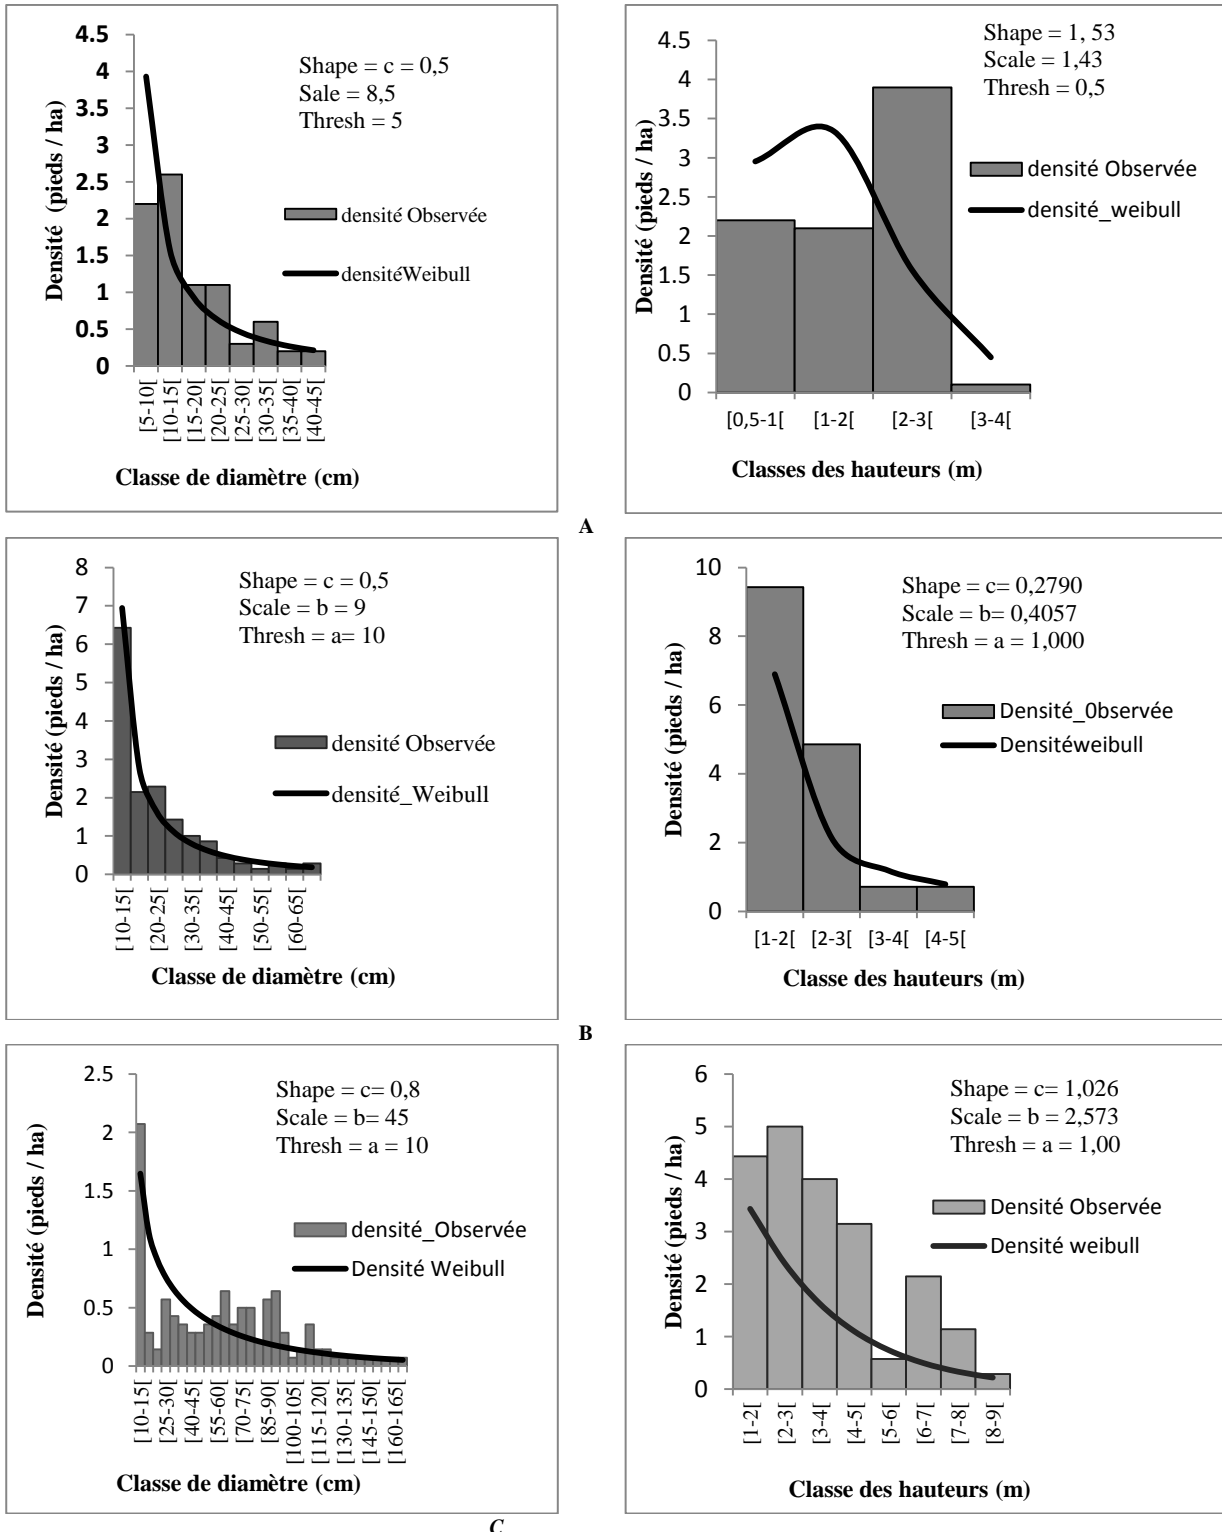 4.5
4
3.5
3
2.5
2
1.5
1
0.5
0
Densité (pieds / ha)
Shape = c = 0,5
Sale = 8,5
Thresh = 5
densité Observée
densitéWeibull
[5-10[
[10-15[
[15-20[
[20-25[
[25-30[
[30-35[
[35-40[
[40-45[
Classe de diamètre (cm)
4.5
4
3.5
3
2.5
2
1.5
1
0.5
0
Densité (pieds / ha)
Shape = 1, 53
Scale = 1,43
Thresh = 0,5
densité Observée
densité_weibull
[0,5-1[
[1-2[
[2-3[
[3-4[
Classes des hauteurs (m)
A
8
7
6
5
4
3
2
1
0
Densité (pieds / ha)
Shape = c = 0,5
Scale = b = 9
Thresh = a= 10
densité Observée
densité_Weibull
[10-15[
[20-25[
[30-35[
[40-45[
[50-55[
[60-65[
Classe de diamètre (cm)
10
8
6
4
2
0
Densité (pieds / ha)
Shape = c= 0,2790
Scale = b= 0,4057
Thresh = a = 1,000
Densité_0bservée
Densitéweibull
[1-2[
[2-3[
[3-4[
[4-5[
Classe des hauteurs (m)
B
2.5
2
1.5
1
0.5
0
Densité (pieds / ha)
Shape = c= 0,8
Scale = b= 45
Thresh = a = 10
densité_Observée
Densité Weibull
[10-15[
[25-30[
[40-45[
[55-60[
[70-75[
[85-90[
[100-105[
[115-120[
[130-135[
[145-150[
[160-165[
Classe de diamètre (cm)
6
5
4
3
2
1
0
Densité (pieds / ha)
Shape = c= 1,026
Scale = b = 2,573
Thresh = a = 1,00
Densité Observée
Densité weibull
[1-2[
[2-3[
[3-4[
[4-5[
[5-6[
[6-7[
[7-8[
[8-9[
Classe des hauteurs (m)
C